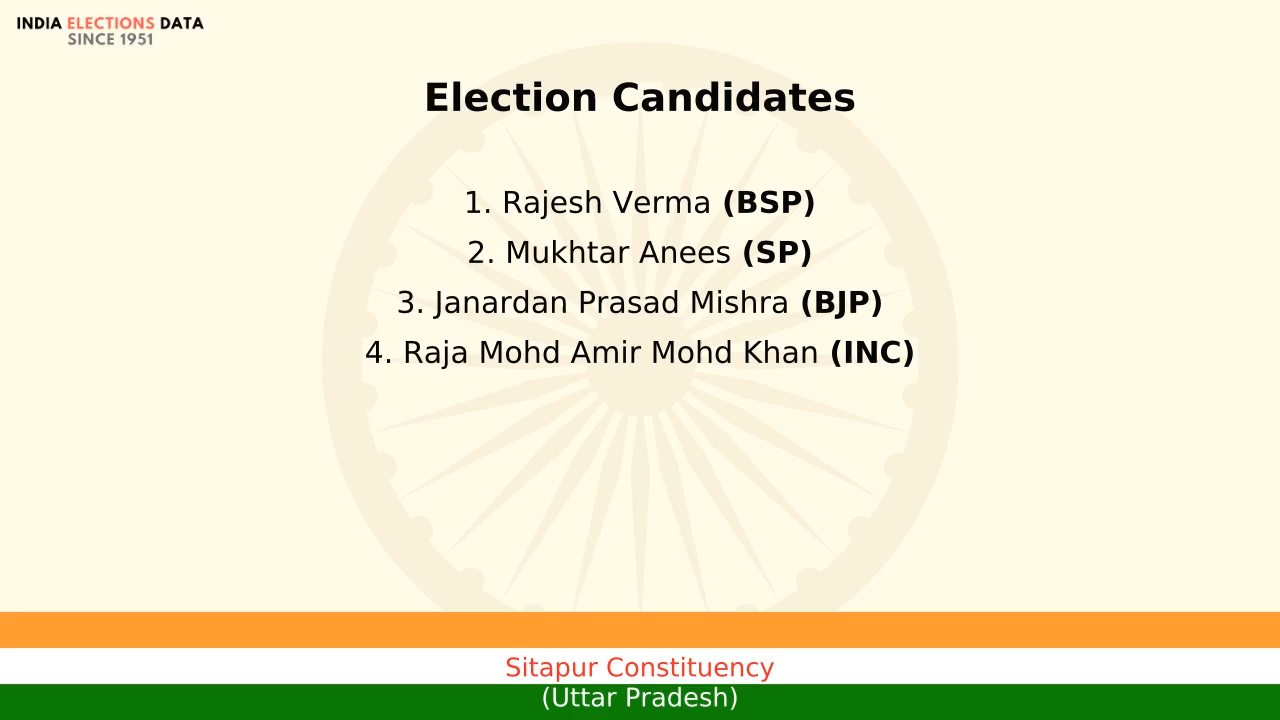 INDIA ELECTIONS DATA
SINCE 1951
Election Candidates
1. Rajesh Verma (BSP)
2. Mukhtar Anees (SP)
3. Janardan Prasad Mishra (BJP)
4. Raja Mohd Amir Mohd Khan (INC)
Sitapur Constituency
(Uttar Pradesh)